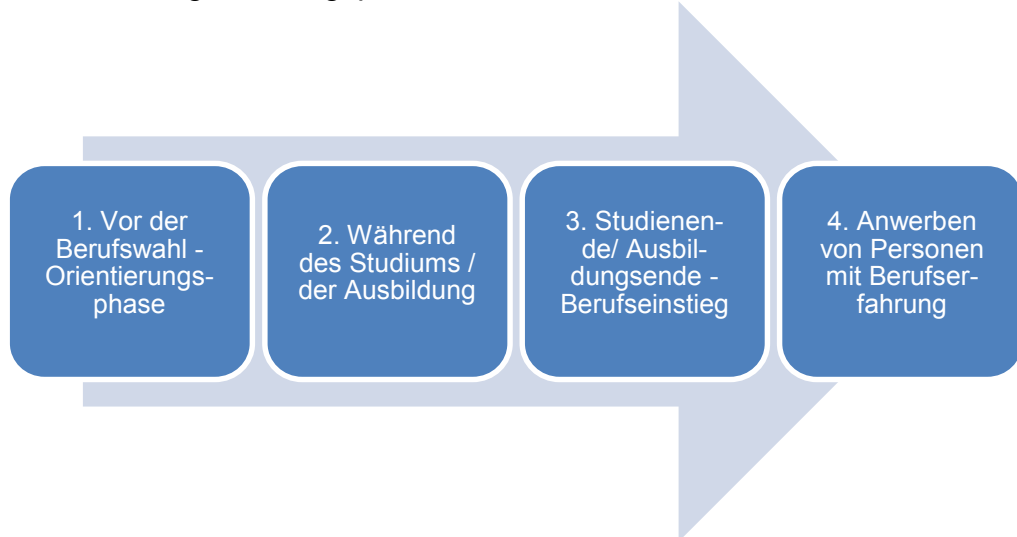 1. Vor der
Berufswahl -
Orientierungs-
phase
2. Während
des Studiums /
der Ausbildung
3. Studienen-
de/ Ausbil-
dungsende -
Berufseinstieg
4. Anwerben
von Personen
mit Berufser-
fahrung